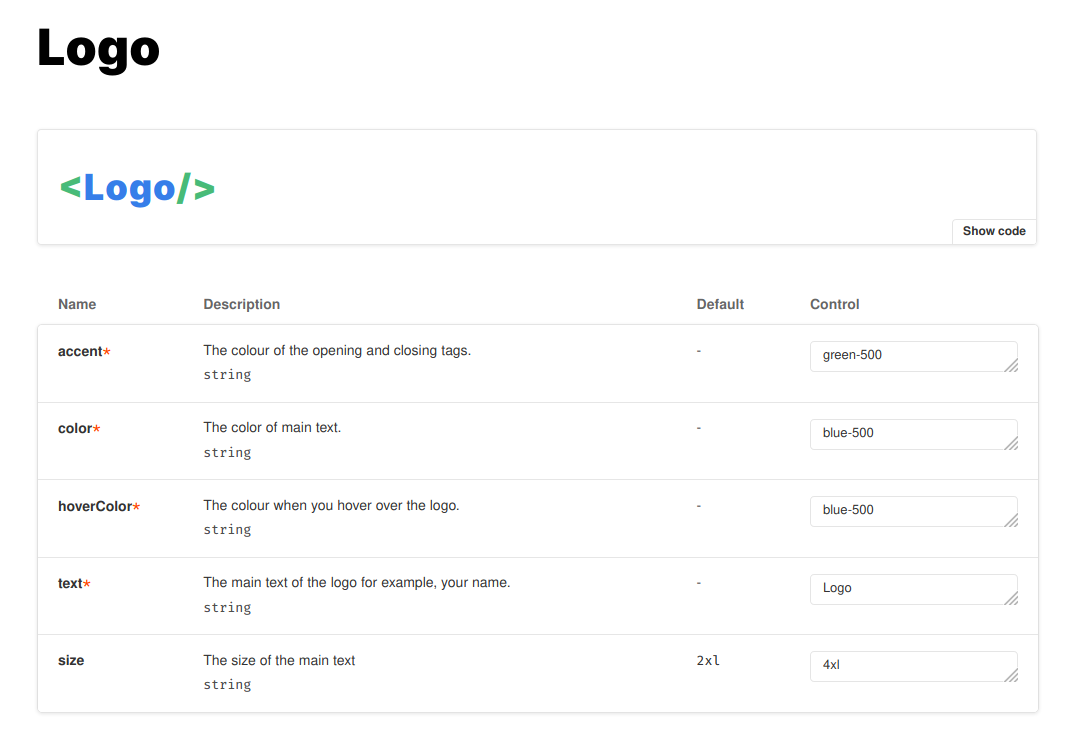 Logo
<Logo/>
Show code
Name Description Default Control
accent* The colour of the opening and closing tags. - green-500
string
color* The color of main text. - blue-500
string
hoverColor* The colour when you hover over the logo. - blue-500
string
text* The main text of the logo for example, your name. - Logo
string
size The size of the main text 2xl 4xl
string